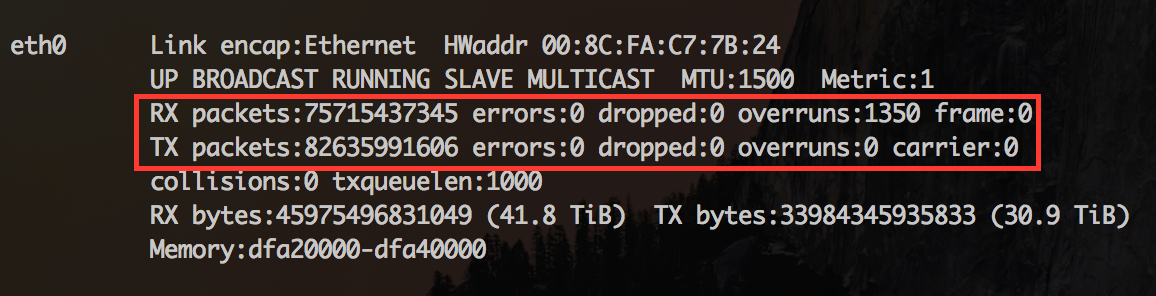 eth0 Link encap:Ethernet HWaddr 00:8C:FA:C7:7B:24
UP BROADCAST RUNNING SLAVE MULTICAST MTU:1500 Metric:1
RX packets:75715437345 errors:0 dropped:0 overruns:1350 frame:0
TX packets:82635991606 errors:0 dropped:0 overruns:0 carrier:0
collisions:0 txqueuelen:1000
RX bytes:45975496831049 (41.8 TiB) TX bytes:33984345935833 (30.9 TiB)
Memory:dfa20000-dfa40000